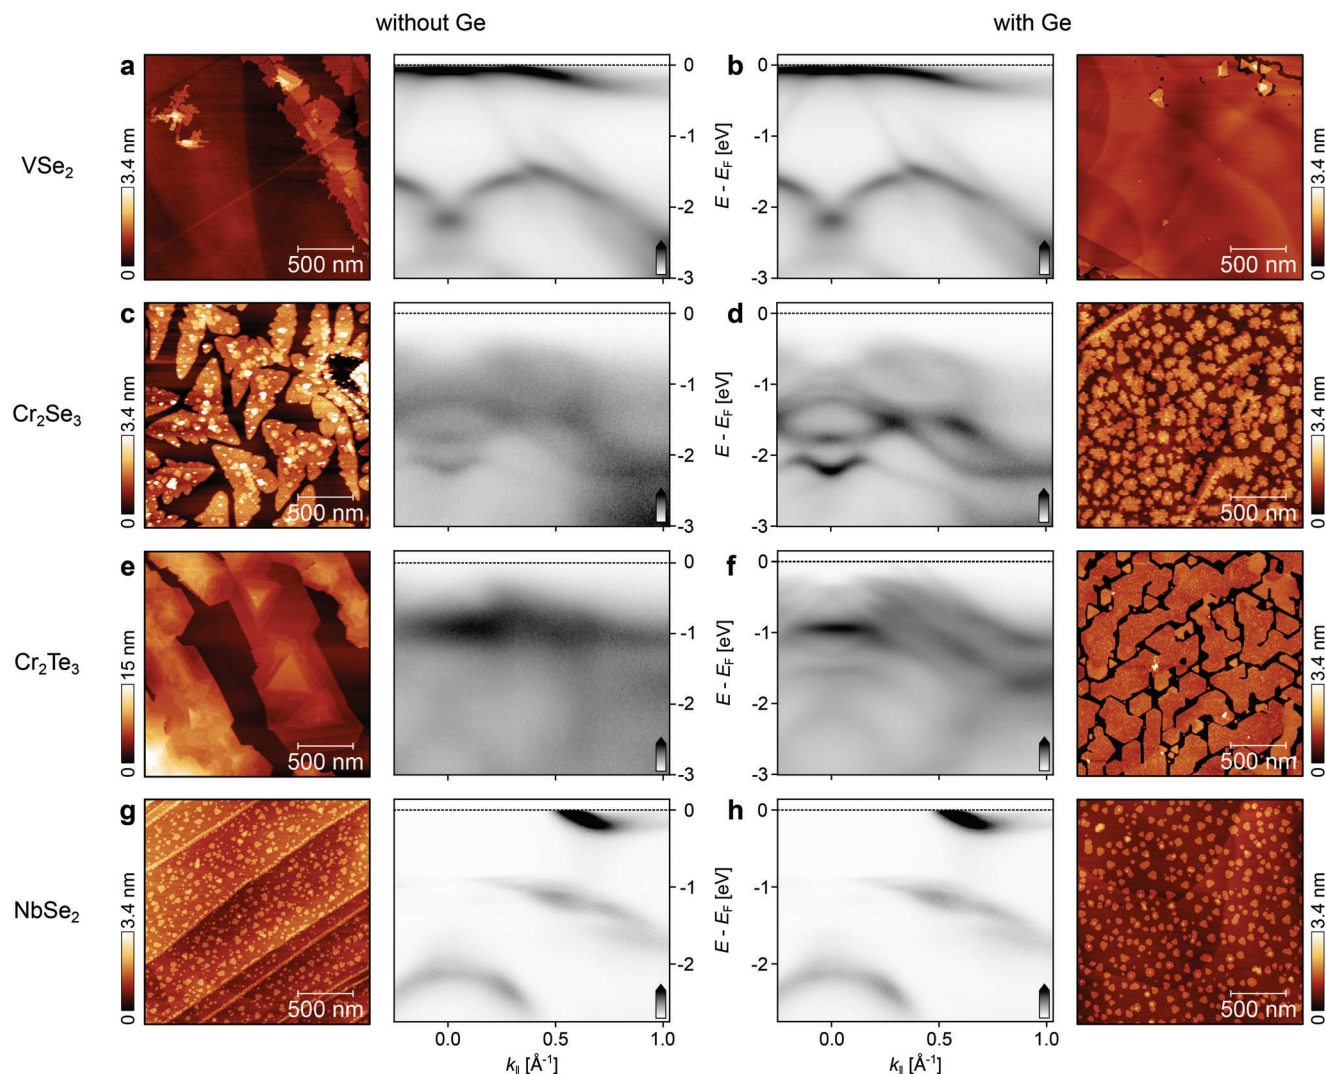 without Ge
with Ge
VSe2
a
3.4 nm
0
500 nm
0
-1
-2
-3
E - EF [eV]
b
500 nm
3.4 nm
0
Cr2Se3
c
3.4 nm
0
500 nm
0
-1
-2
-3
E - EF [eV]
d
500 nm
3.4 nm
0
Cr2Te3
e
15 nm
0
500 nm
0
-1
-2
-3
E - EF [eV]
f
500 nm
3.4 nm
0
NbSe2
g
3.4 nm
0
500 nm
0
-1
-2
E - EF [eV]
h
500 nm
3.4 nm
0
0.0 0.5 1.0
k|| [Å-1]
0.0 0.5 1.0
k|| [Å-1]